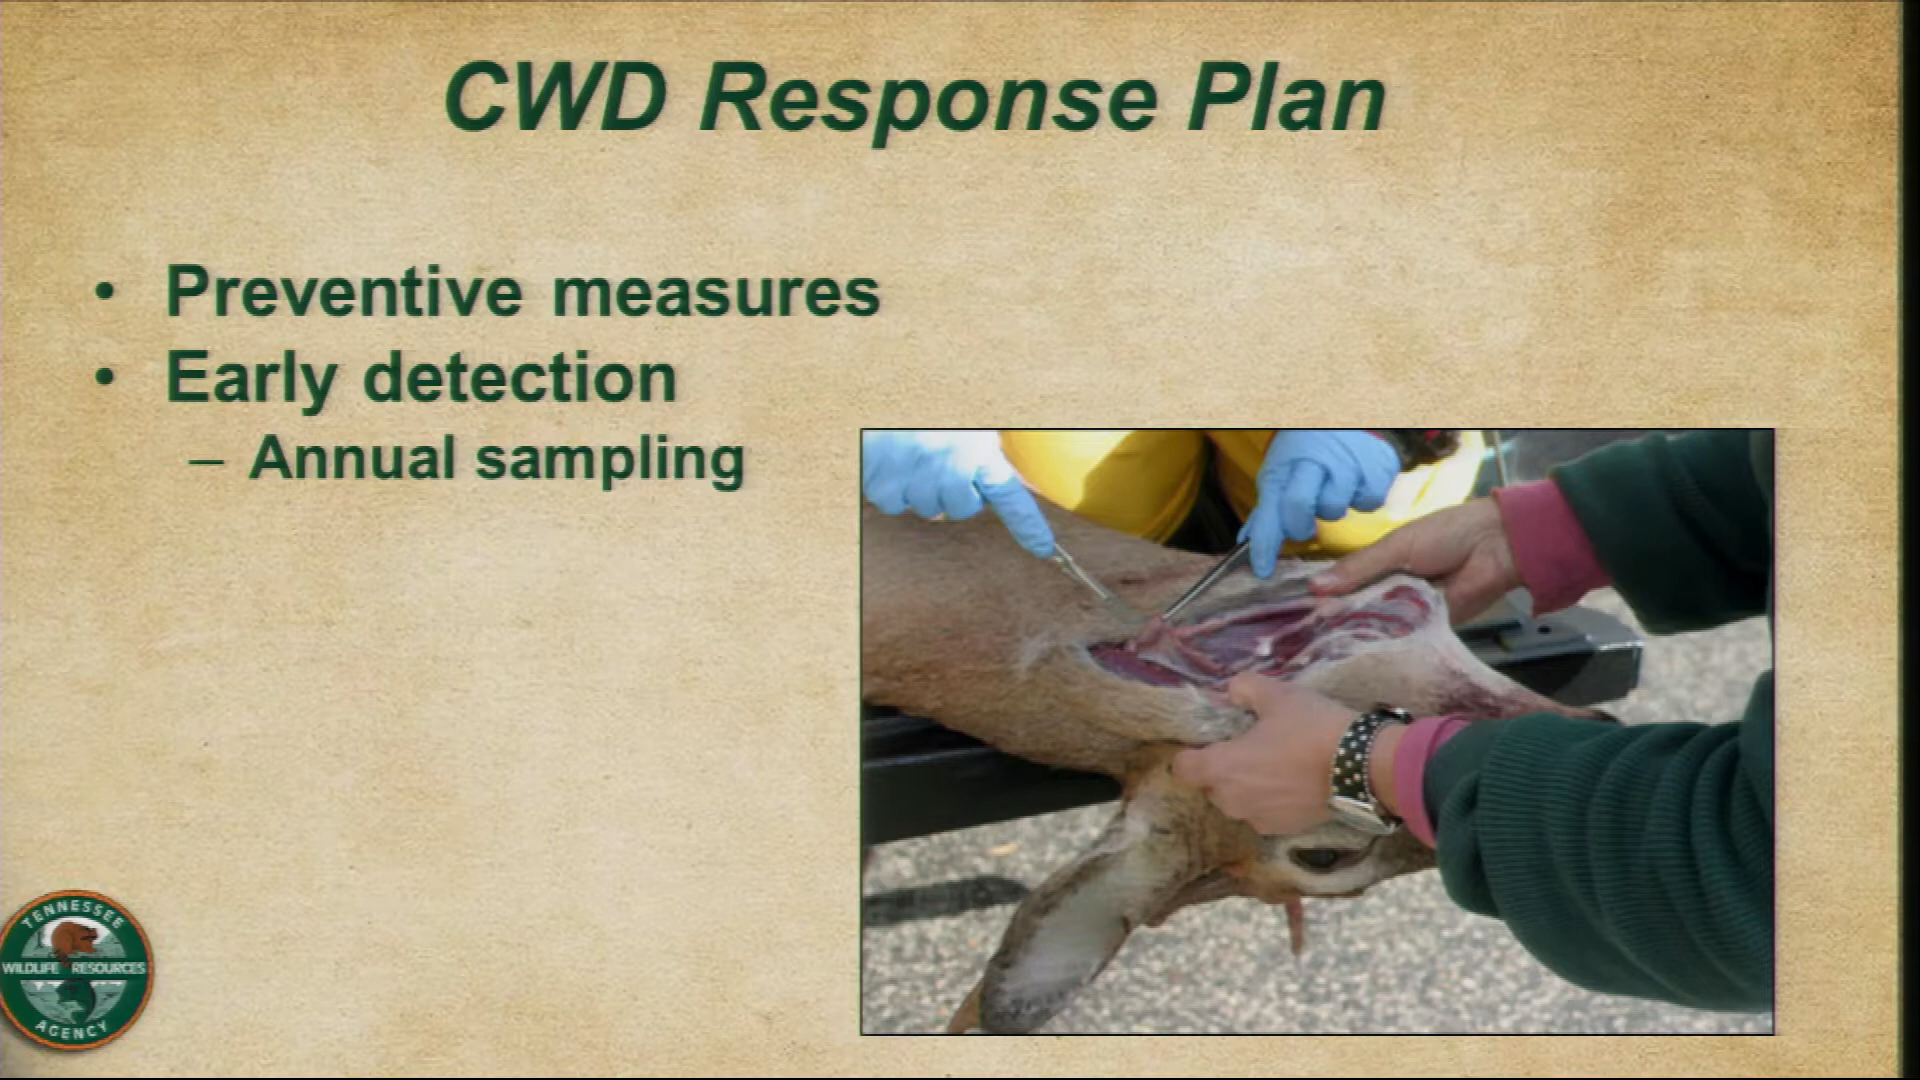 CWD Response Plan
• Preventive measures
• Early detection
– Annual sampling
TENNESSEE
WILDLIFE RESOURCES
AGENCY